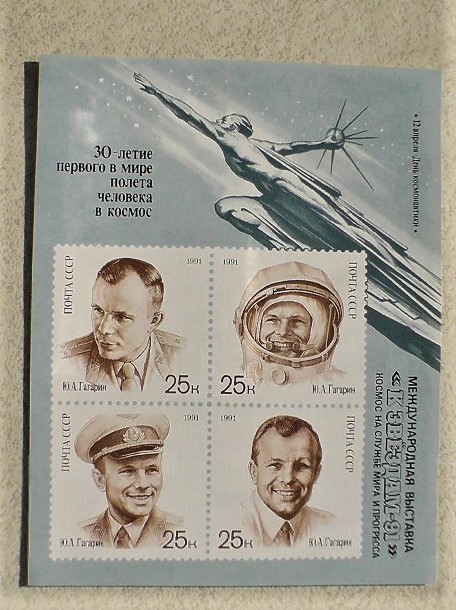 30-летие
первого в мире
полета
человека
в космос
• 12 апреля - День космонавтики •
ПОЧТА СССР
1991
Ю.А.Гагарин
25к
1991
ПОЧТА СССР
Ю.А.Гагарин
25к
ПОЧТА СССР
1991
Ю.А.Гагарин
25к
1991
ПОЧТА СССР
Ю.А.Гагарин
25к
МЕЖДУНАРОДНАЯ ВЫСТАВКА
«К ЗВЕЗДАМ-91»
КОСМОС НА СЛУЖБЕ МИРА И ПРОГРЕССА